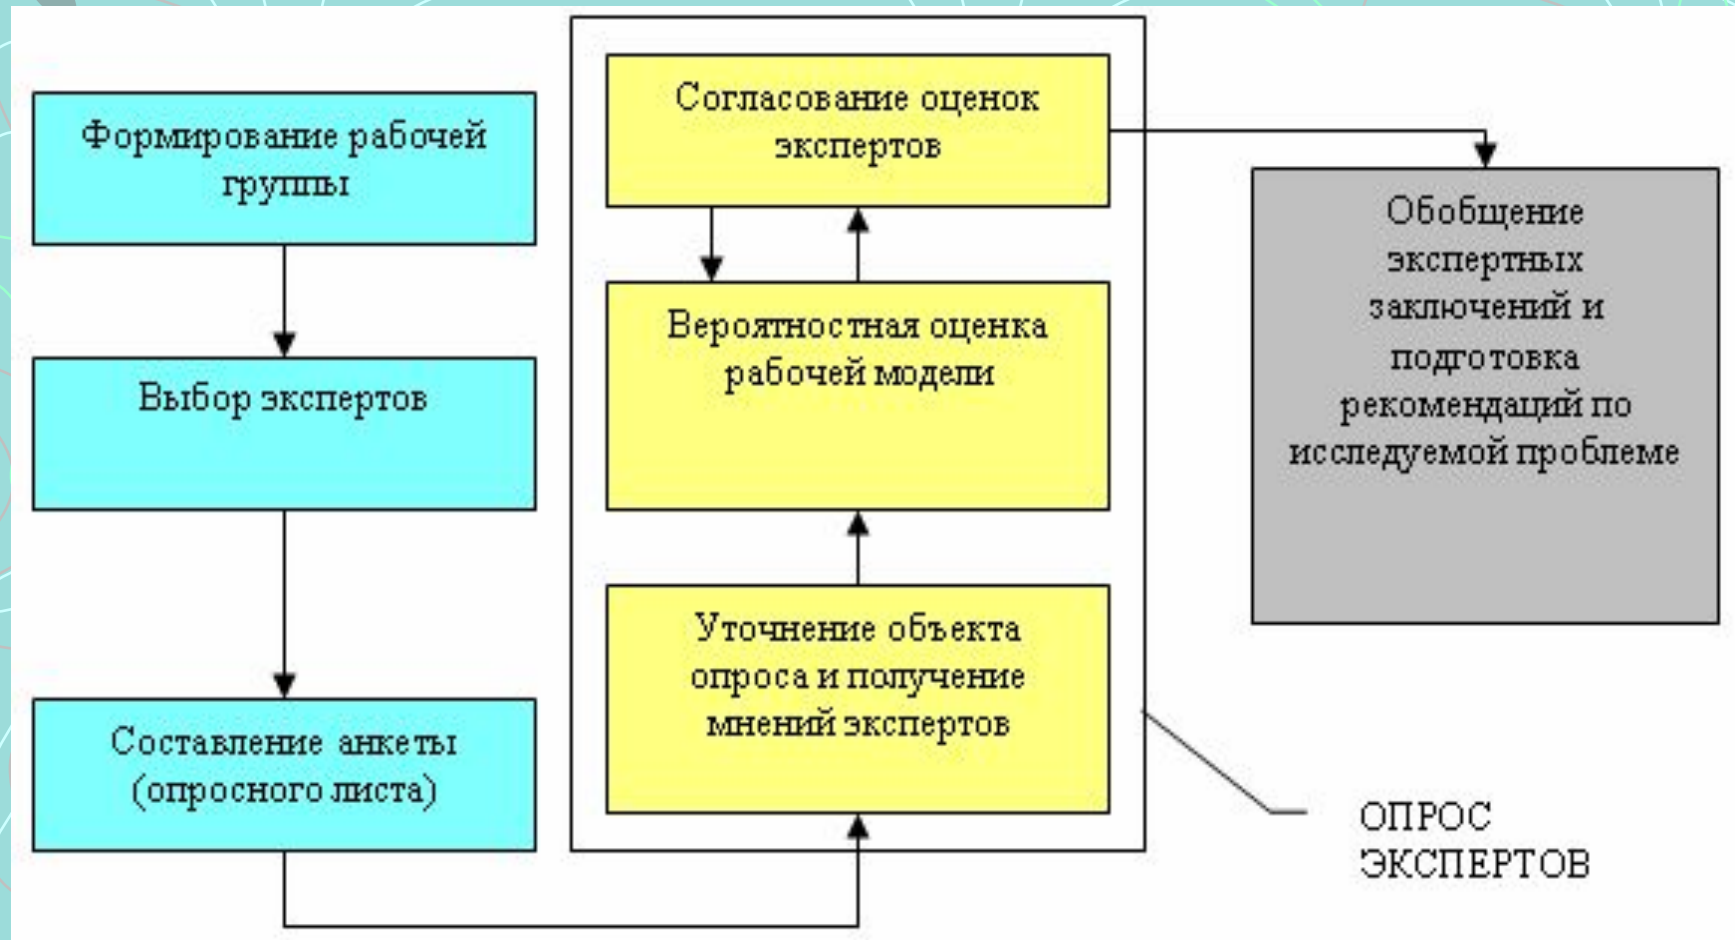 Формирование рабочей
группы
Выбор экспертов
Составление анкеты
(опросного листа)
Согласование оценок
экспертов
Вероятностная оценка
рабочей модели
Уточнение объекта
опроса и получение
мнений экспертов
Обобщение
экспертных
заключений и
подготовка
рекомендаций по
исследуемой проблеме
ОПРОС
ЭКСПЕРТОВ